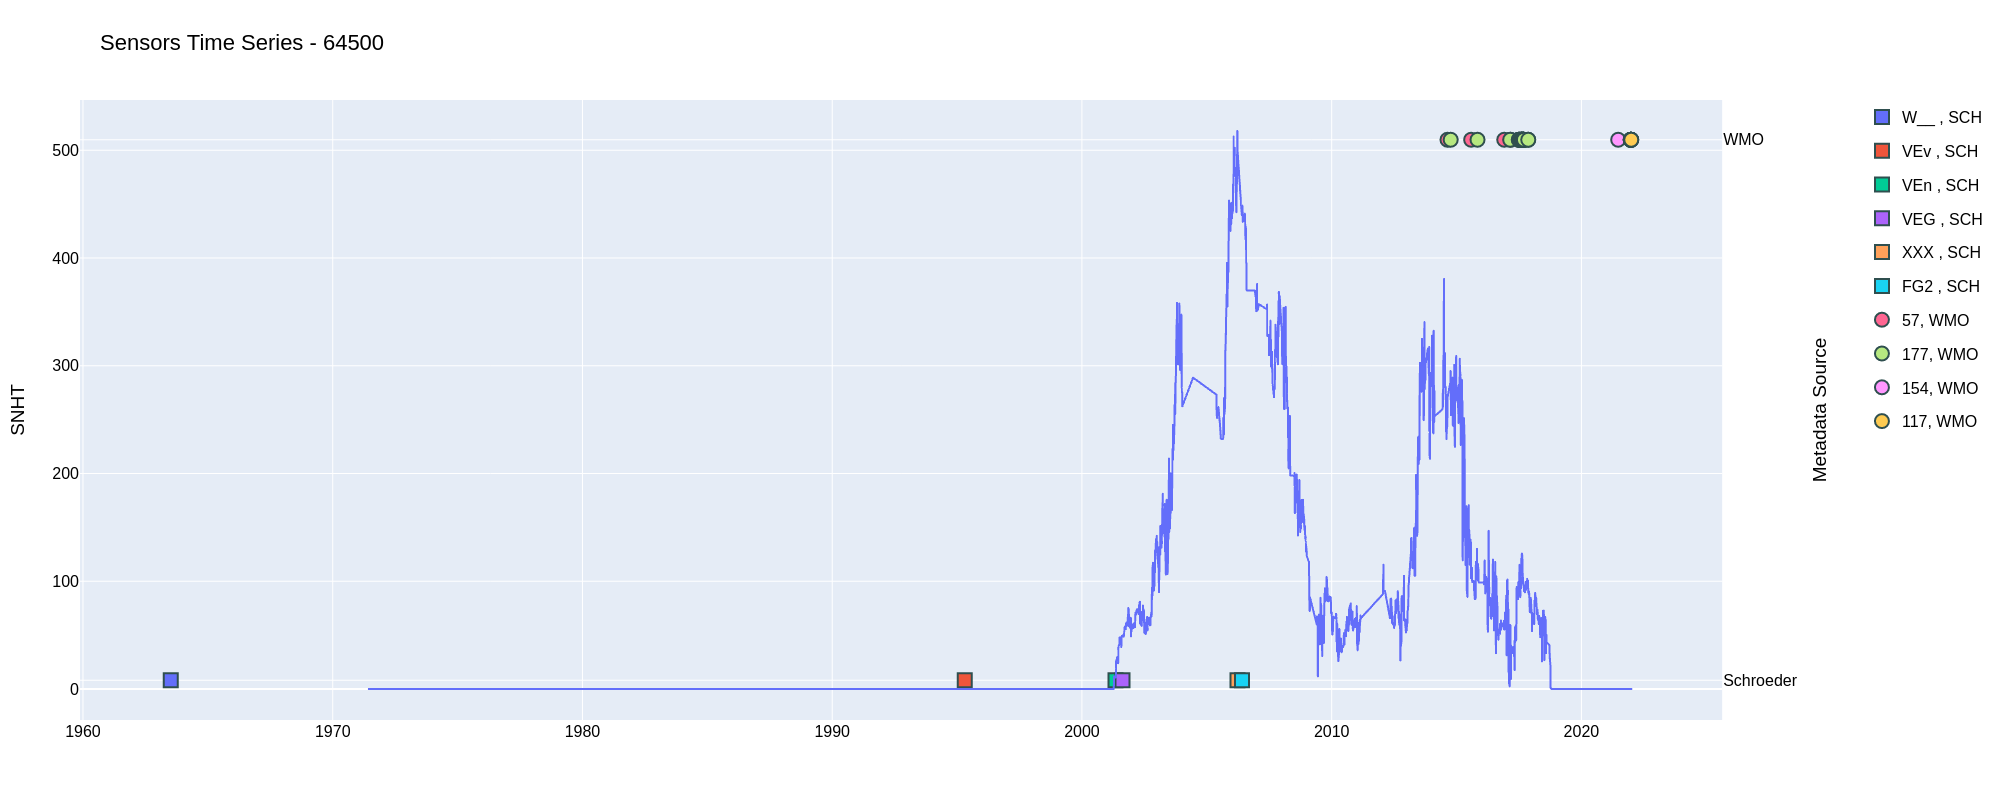 Sensors Time Series - 64500
SNHT
500
400
300
200
100
0
1960
1970
1980
1990
2000
2010
2020
WMO
Schroeder
Metadata Source
W__ , SCH
VEv , SCH
VEn , SCH
VEG , SCH
XXX , SCH
FG2 , SCH
57, WMO
177, WMO
154, WMO
117, WMO